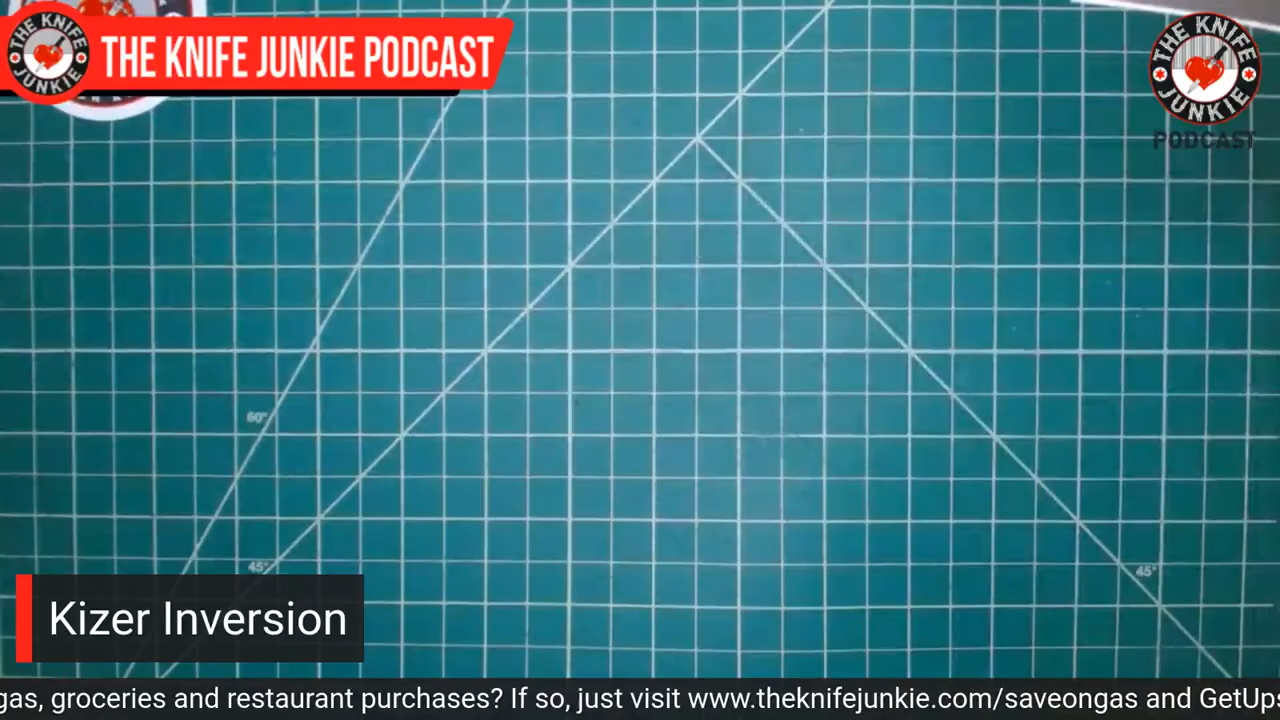 THE KNIFE JUNKIE
THE KNIFE JUNKIE PODCAST
THE KNIFE JUNKIE
PODCAST
60°
45°
45°
Kizer Inversion
gas, groceries and restaurant purchases? If so, just visit www.theknifejunkie.com/saveongas and GetUps